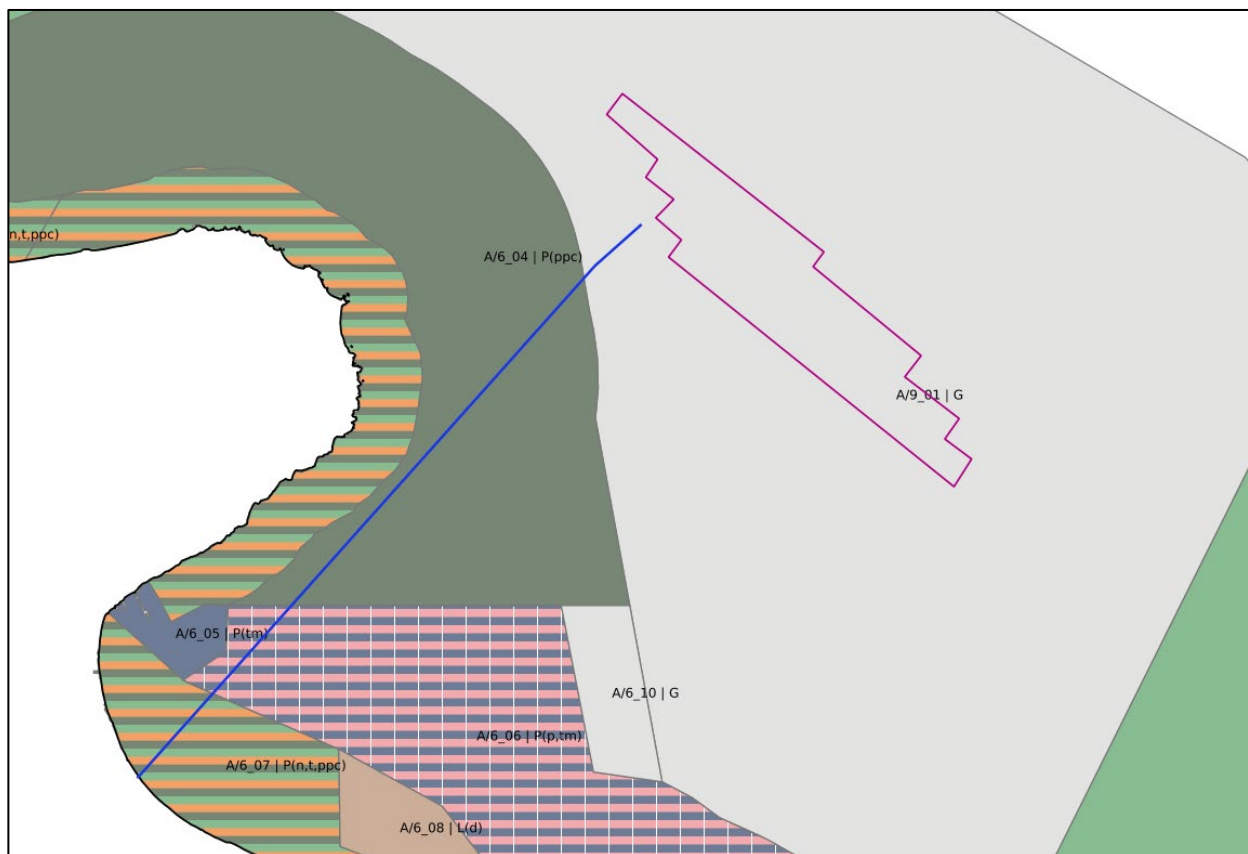 n,t,ppc)
A/6_04 | P(ppc)
A/9_01 | G
A/6_05 | P(tm)
A/6_10 | G
A/6_06 | P(p,tm)
A/6_07 | P(n,t,ppc)
A/6_08 | L(d)